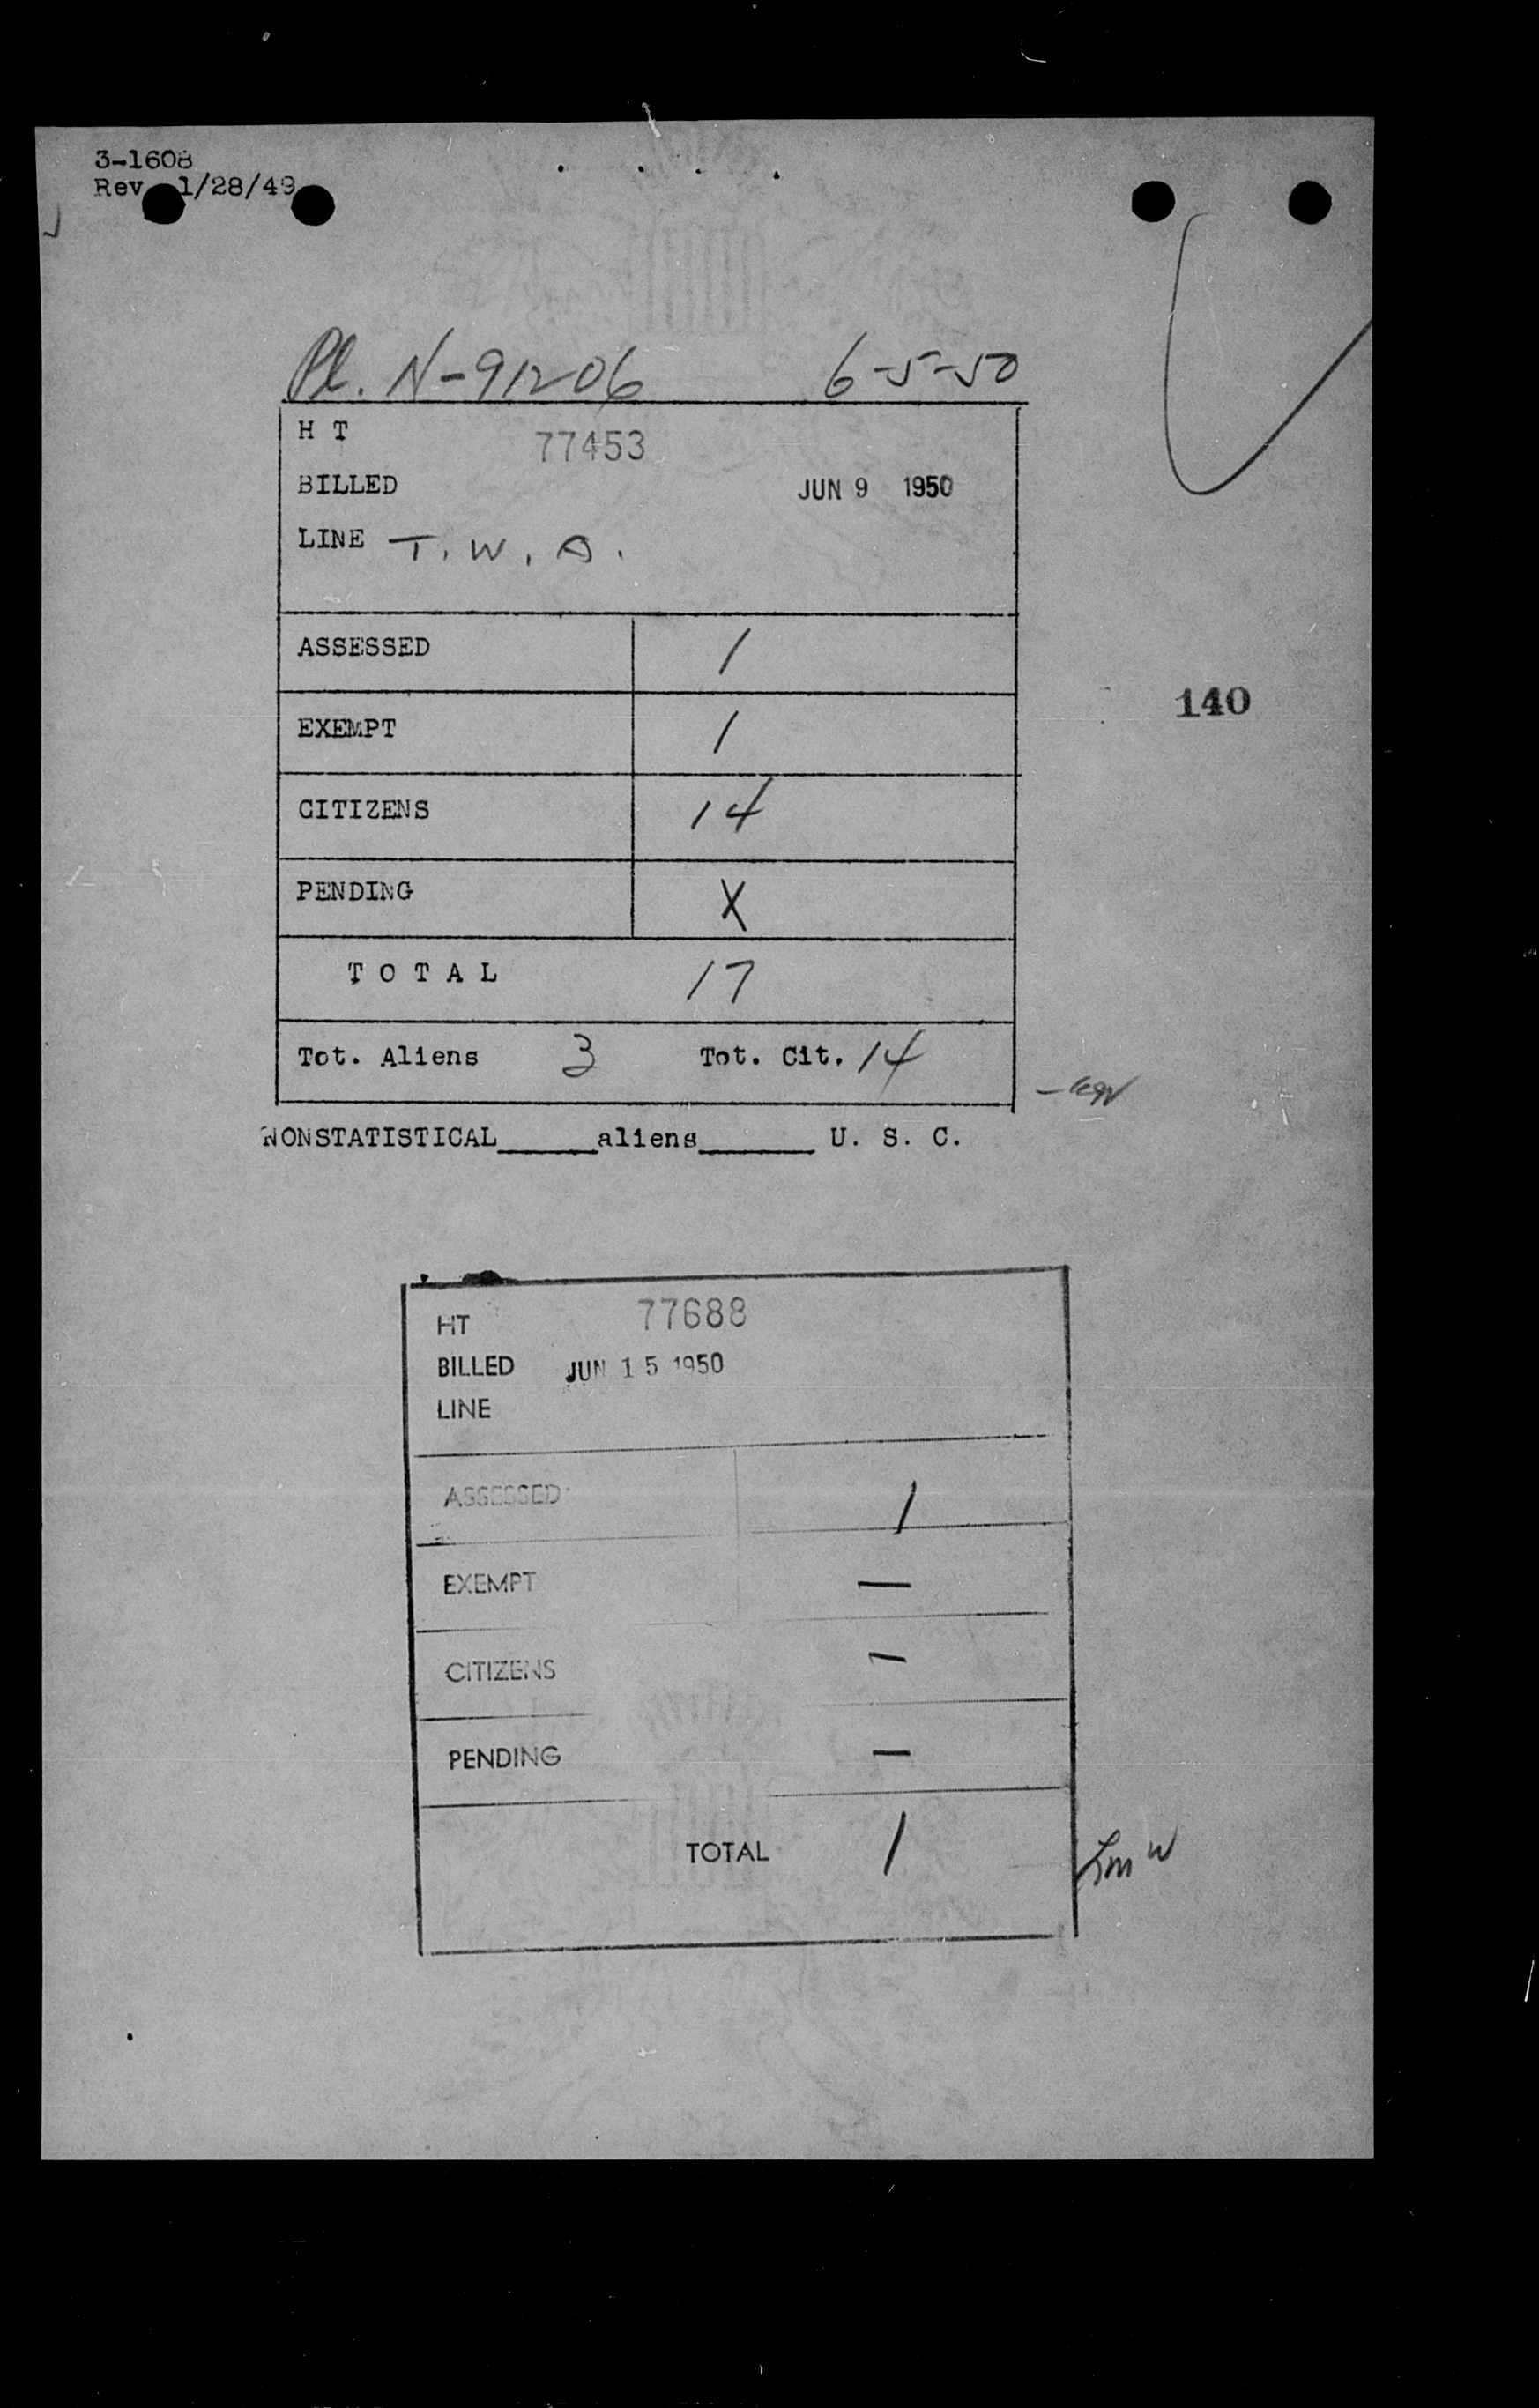 3-1608
Rev. 1/28/49
Pl. N-91206 6-5-50
H T 77453
BILLED JUN 9 1950
LINE T. W. A.
ASSESSED 1
EXEMPT 1
140
CITIZENS 14
PENDING X
TOTAL 17
Tot. Aliens 3 Tot. Cit. 14
NONSTATISTICAL______aliens_______ U. S. C.
HT 77688
BILLED JUN 15 1950
LINE
ASSESSED 1
EXEMPT —
CITIZENS —
PENDING —
TOTAL 1